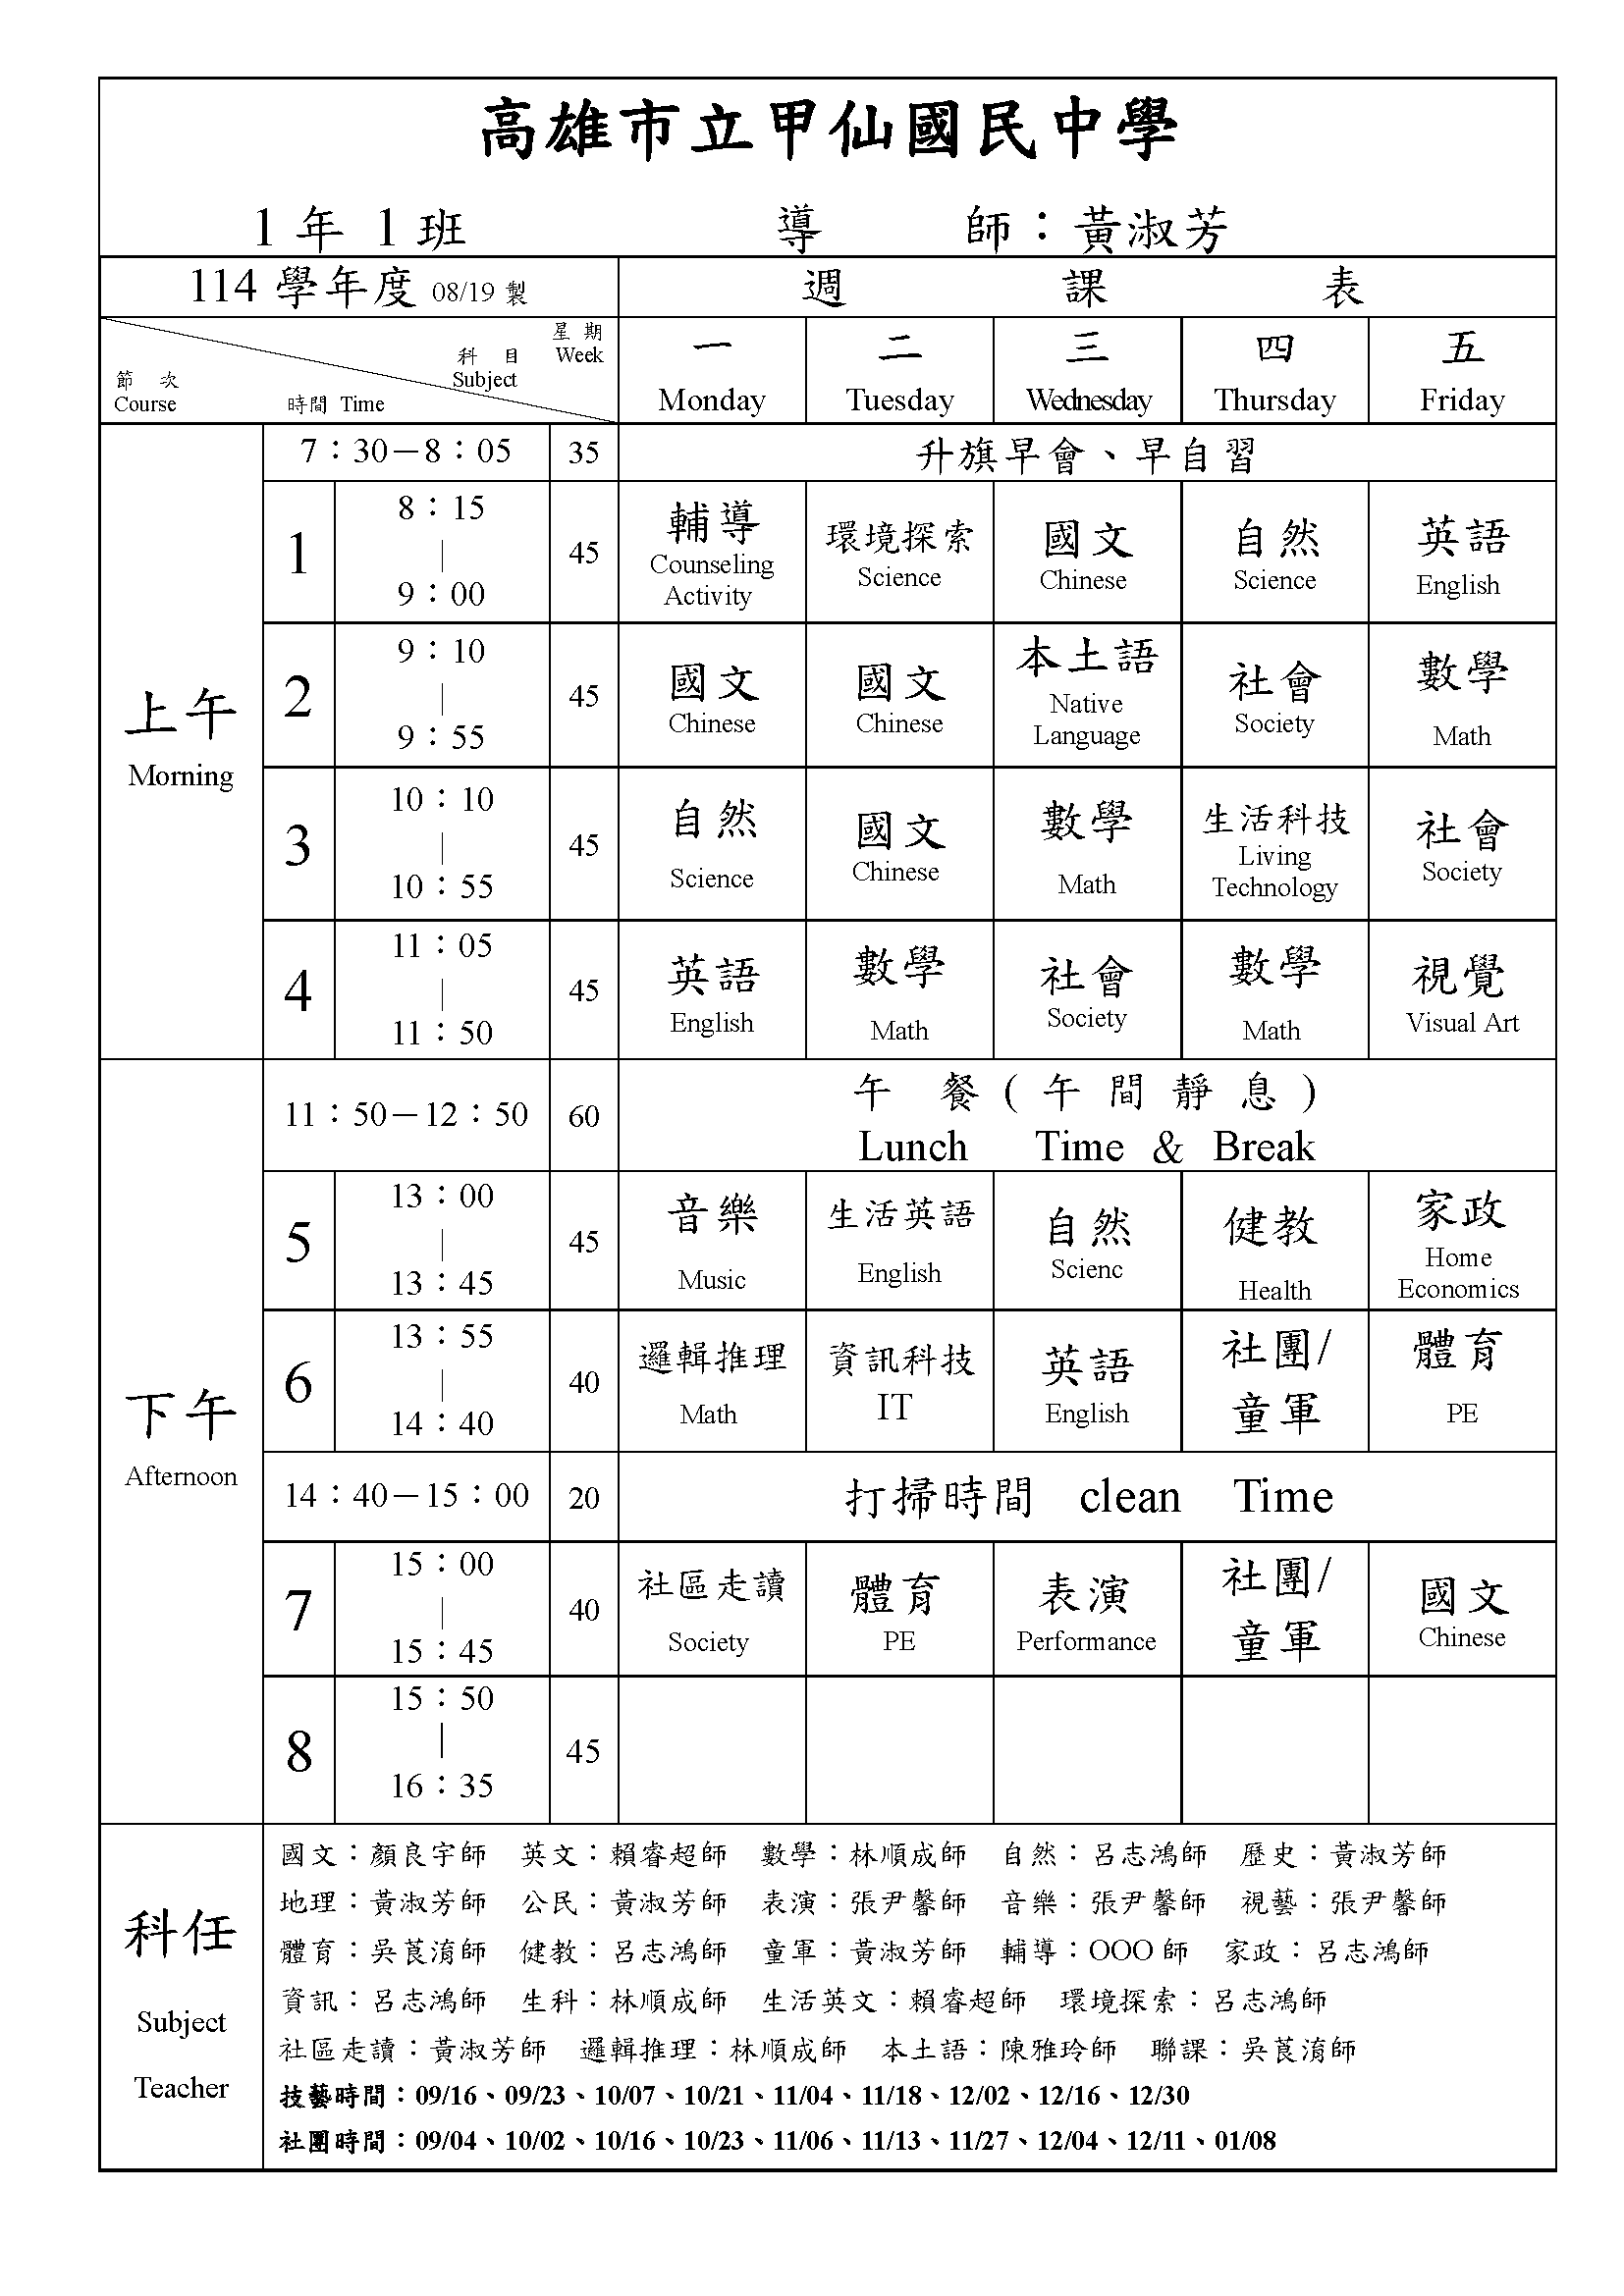 高雄市立甲仙國民中學
1 年 1 班 導 師：黃淑芳
114 學年度 08/19 製 週 課 表
星 期
Week
科 目
Subject
節 次
Course
時間 Time
一 二 三 四 五
Monday Tuesday Wednesday Thursday Friday
上午
Morning
7：30－8：05 35 升旗早會、早自習
1
8：15
|
9：00
45
輔導
Counseling
Activity
環境探索
Science
國文
Chinese
自然
Science
英語
English
2
9：10
|
9：55
45
國文
Chinese
國文
Chinese
本土語
Native
Language
社會
Society
數學
Math
3
10：10
|
10：55
45
自然
Science
國文
Chinese
數學
Math
生活科技
Living
Technology
社會
Society
4
11：05
|
11：50
45
英語
English
數學
Math
社會
Society
數學
Math
視覺
Visual Art
下午
Afternoon
11：50－12：50 60
午 餐 ( 午 間 靜 息 )
Lunch Time & Break
5
13：00
|
13：45
45
音樂
Music
生活英語
English
自然
Scienc
健教
Health
家政
Home
Economics
6
13：55
|
14：40
40
邏輯推理
Math
資訊科技
IT
英語
English
社團/
童軍
體育
PE
14：40－15：00 20 打掃時間 clean Time
7
15：00
|
15：45
40
社區走讀
Society
體育
PE
表演
Performance
社團/
童軍
國文
Chinese
8
15：50
|
16：35
45
科任
Subject
Teacher
國文：顏良宇師 英文：賴睿超師 數學：林順成師 自然：呂志鴻師 歷史：黃淑芳師
地理：黃淑芳師 公民：黃淑芳師 表演：張尹馨師 音樂：張尹馨師 視藝：張尹馨師
體育：吳莨淯師 健教：呂志鴻師 童軍：黃淑芳師 輔導：OOO 師 家政：呂志鴻師
資訊：呂志鴻師 生科：林順成師 生活英文：賴睿超師 環境探索：呂志鴻師
社區走讀：黃淑芳師 邏輯推理：林順成師 本土語：陳雅玲師 聯課：吳莨淯師
技藝時間：09/16、09/23、10/07、10/21、11/04、11/18、12/02、12/16、12/30
社團時間：09/04、10/02、10/16、10/23、11/06、11/13、11/27、12/04、12/11、01/08